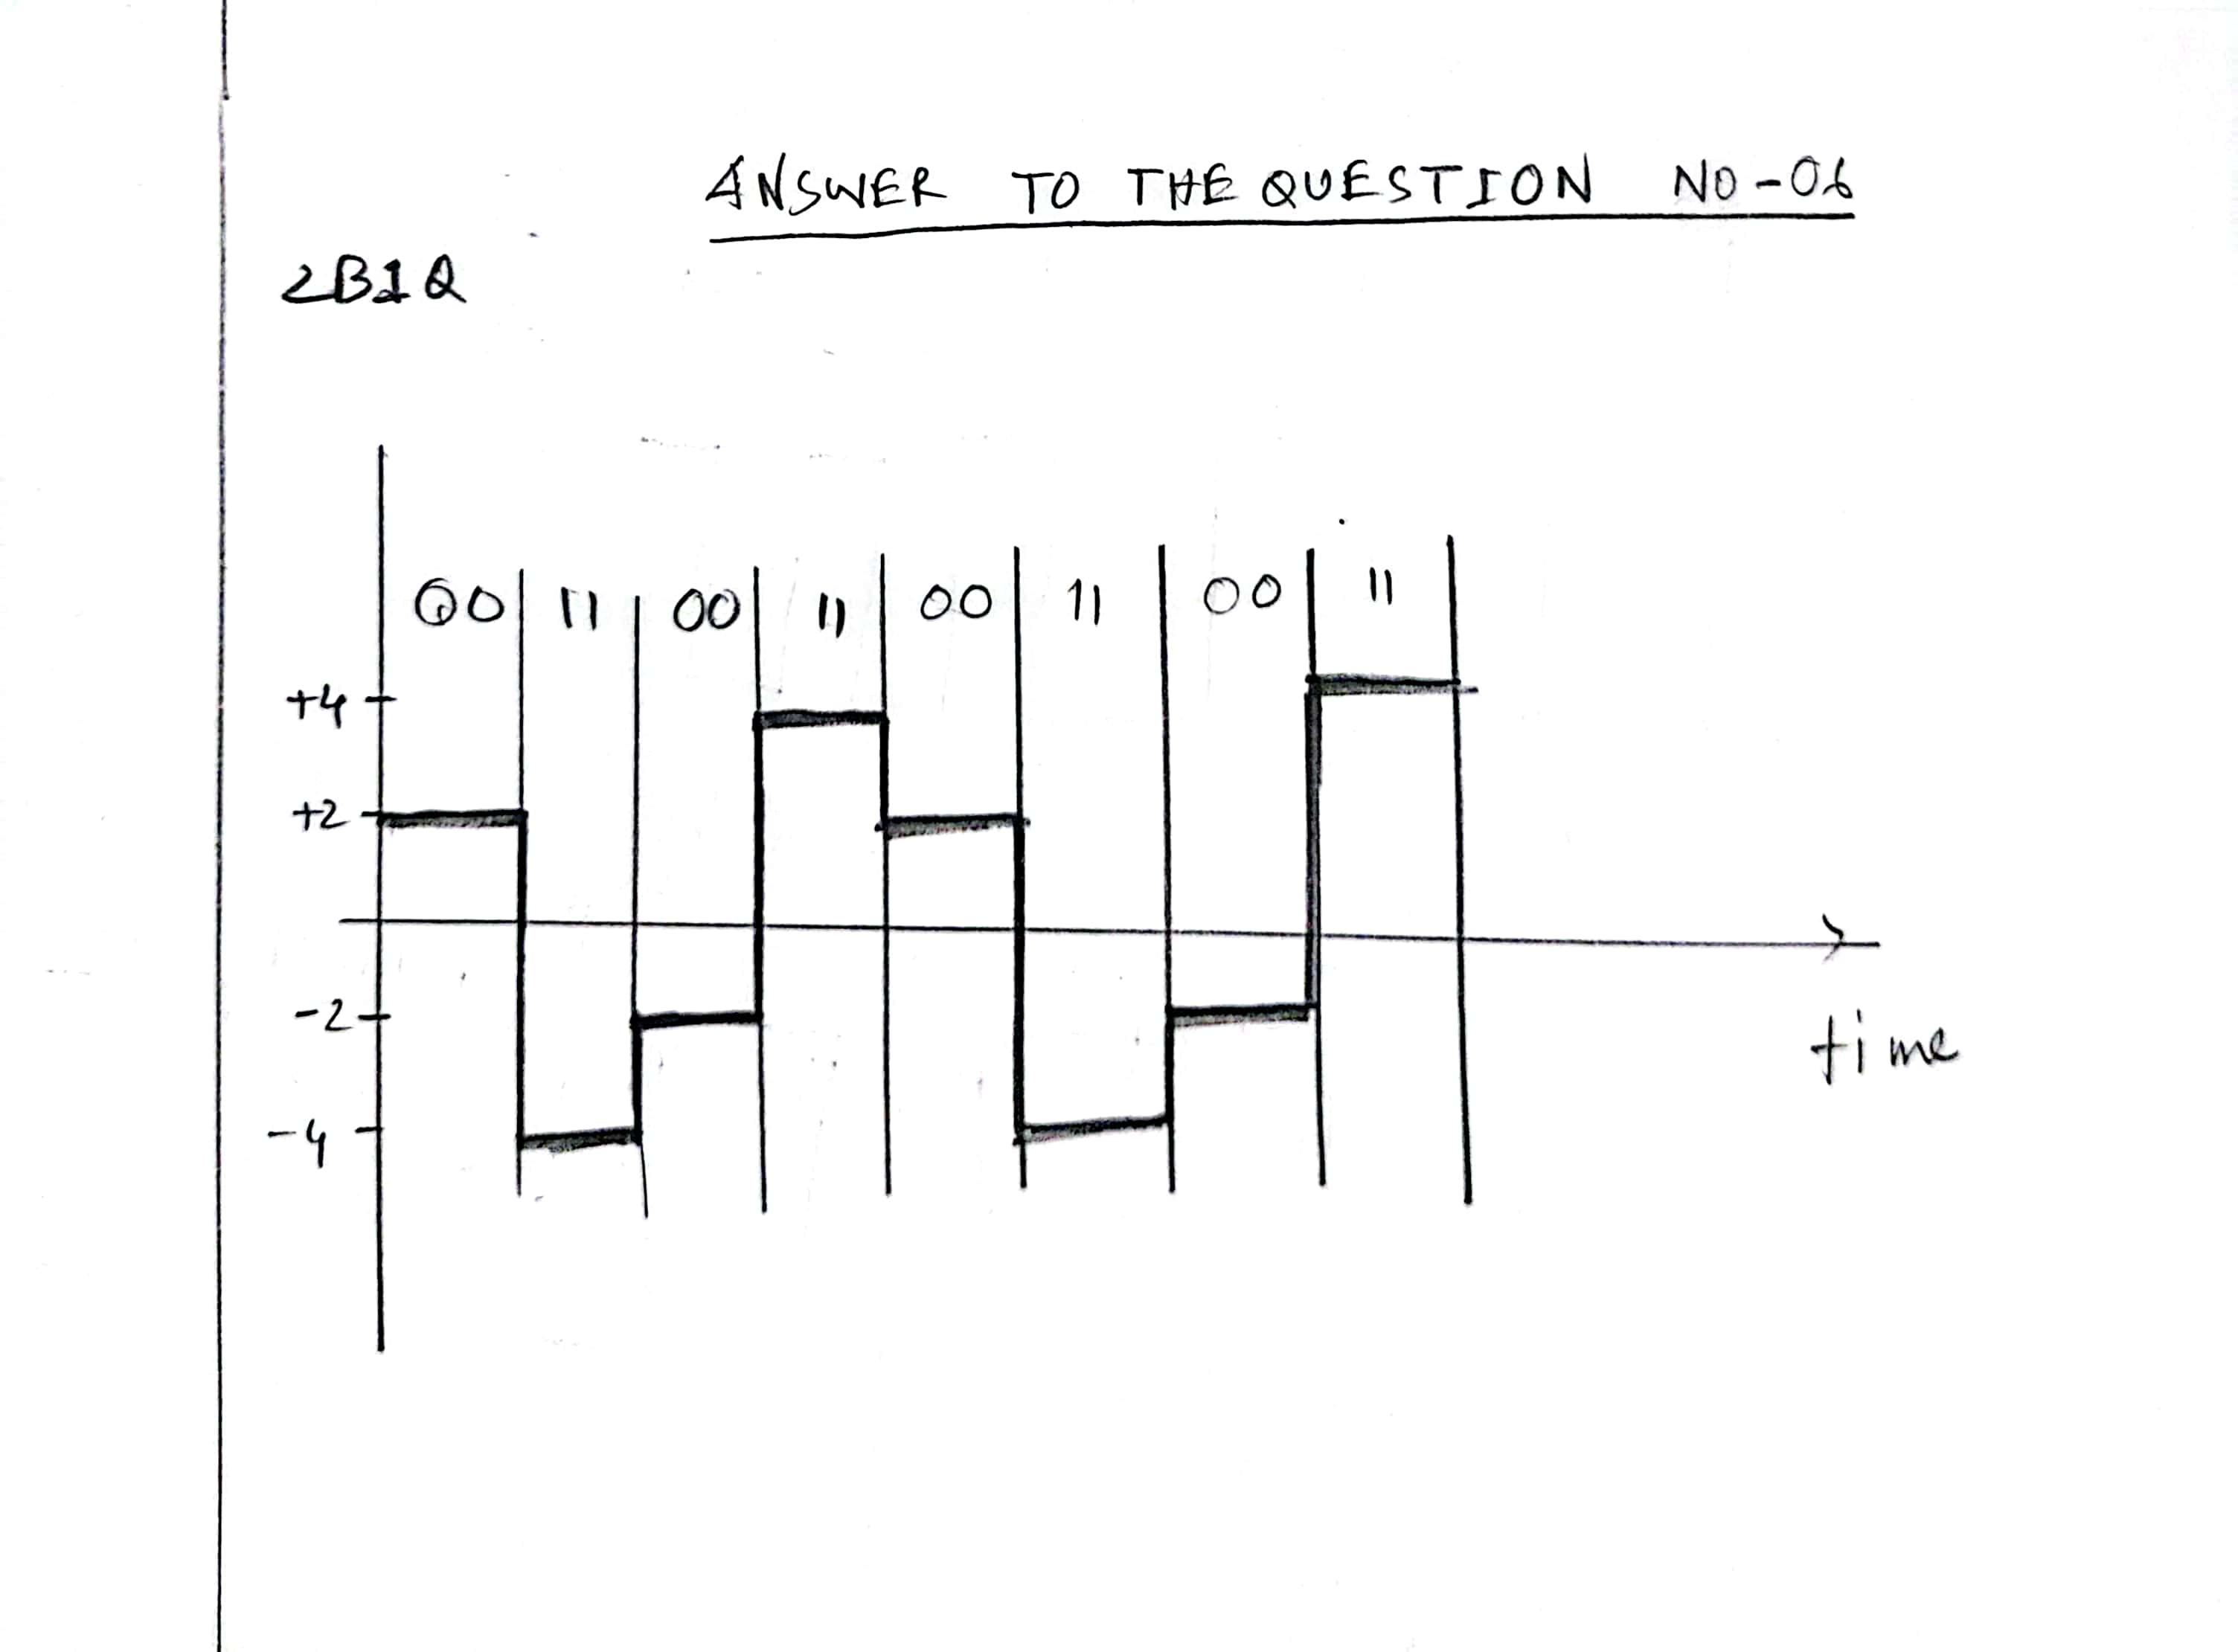 ANSWER TO THE QUESTION NO-06
2B1Q
00 11 00 11 00 11 00 11
+4
+2
-2
time
-4